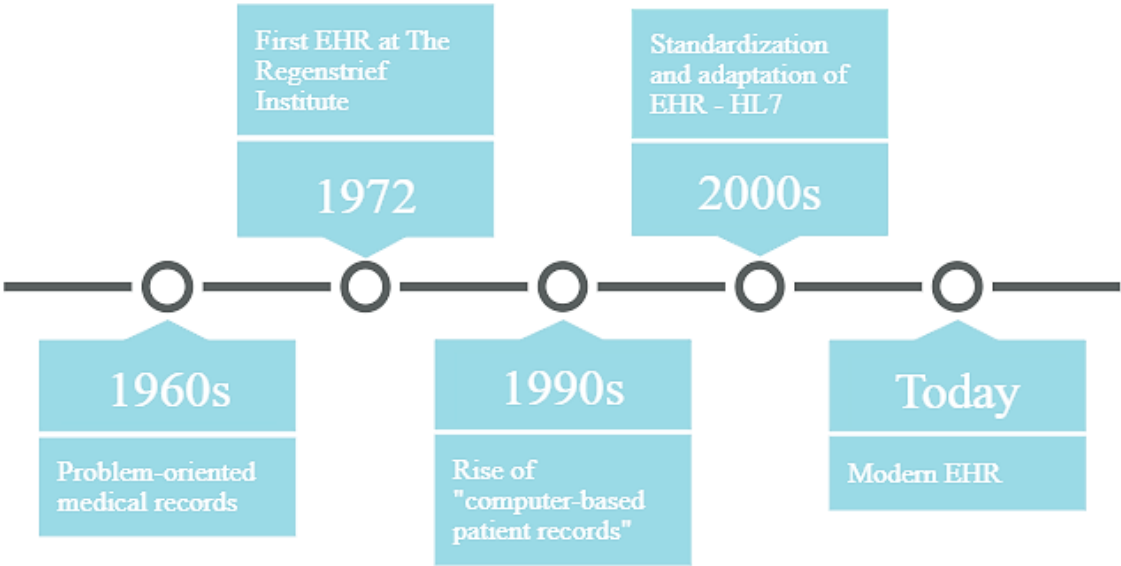 First EHR at The
Regenstrief
Institute
1972
Standardization
and adaptation of
EHR - HL7
2000s
1960s
Problem-oriented
medical records
1990s
Rise of
"computer-based
patient records"
Today
Modern EHR